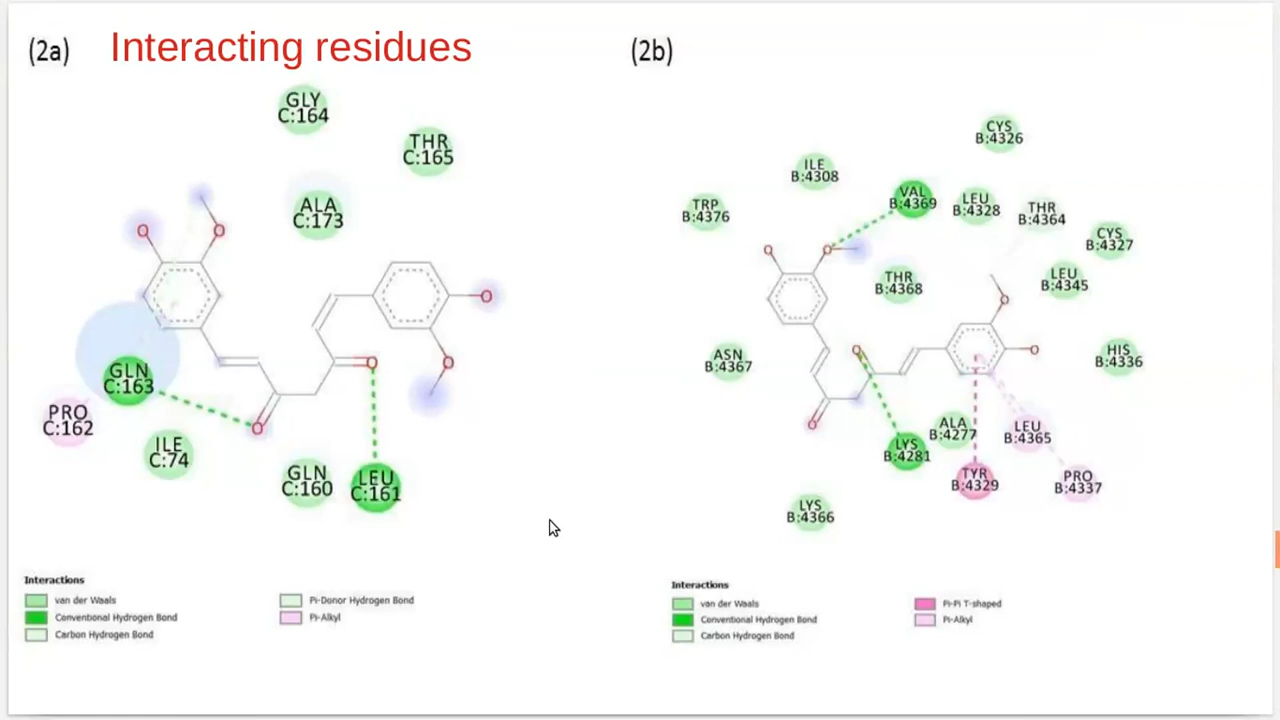 (2a)
Interacting residues
GLY
C:164
THR
C:165
ALA
C:173
O
O
O
O
O
O
GLN
C:163
PRO
C:162
ILE
C:74
GLN
C:160
LEU
C:161
Interactions
van der Waals
Conventional Hydrogen Bond
Carbon Hydrogen Bond
Pi-Donor Hydrogen Bond
Pi-Alkyl
(2b)
CYS
B:4326
ILE
B:4308
VAL
B:4369
LEU
B:4328
TRP
B:4376
THR
B:4364
CYS
B:4327
O
O
THR
B:4368
LEU
B:4345
O
ASN
B:4367
O
O
HIS
B:4336
O
ALA
B:4277
LEU
B:4365
LYS
B:4281
TYR
B:4329
PRO
B:4337
LYS
B:4366
Interactions
van der Waals
Conventional Hydrogen Bond
Carbon Hydrogen Bond
Pi-Pi T-shaped
Pi-Alkyl